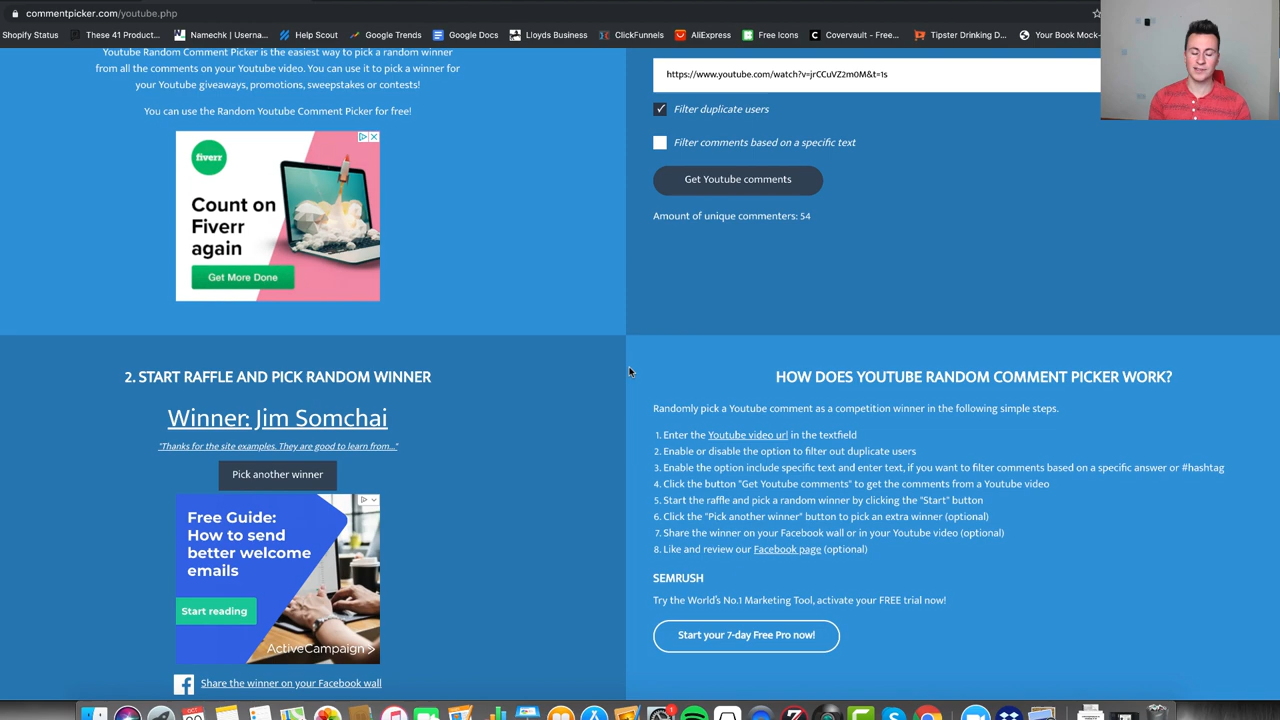 commentpicker.com/youtube.php
Shopify Status
These 41 Product...
Namechk | Userna...
Help Scout
Google Trends
Google Docs
Lloyds Business
ClickFunnels
AliExpress
Free Icons
Covervault - Free...
Tipster Drinking D...
Your Book Mock-
Youtube Random Comment Picker is the easiest way to pick a random winner
from all the comments on your Youtube video. You can use it to pick a winner for
your Youtube giveaways, promotions, sweepstakes or contests!
You can use the Random Youtube Comment Picker for free!
fiverr
Count on
Fiverr
again
Get More Done
https://www.youtube.com/watch?v=jrCCuVZ2m0M&t=1s
Filter duplicate users
Filter comments based on a specific text
Get Youtube comments
Amount of unique commenters: 54
2. START RAFFLE AND PICK RANDOM WINNER
Winner: Jim Somchai
"Thanks for the site examples. They are good to learn from..."
Pick another winner
Free Guide:
How to send
better welcome
emails
Start reading
ActiveCampaign >
Share the winner on your Facebook wall
HOW DOES YOUTUBE RANDOM COMMENT PICKER WORK?
Randomly pick a Youtube comment as a competition winner in the following simple steps.
1. Enter the Youtube video url in the textfield
2. Enable or disable the option to filter out duplicate users
3. Enable the option include specific text and enter text, if you want to filter comments based on a specific answer or #hashtag
4. Click the button "Get Youtube comments" to get the comments from a Youtube video
5. Start the raffle and pick a random winner by clicking the "Start" button
6. Click the "Pick another winner" button to pick an extra winner (optional)
7. Share the winner on your Facebook wall or in your Youtube video (optional)
8. Like and review our Facebook page (optional)
SEMRUSH
Try the World's No.1 Marketing Tool, activate your FREE trial now!
Start your 7-day Free Pro now!